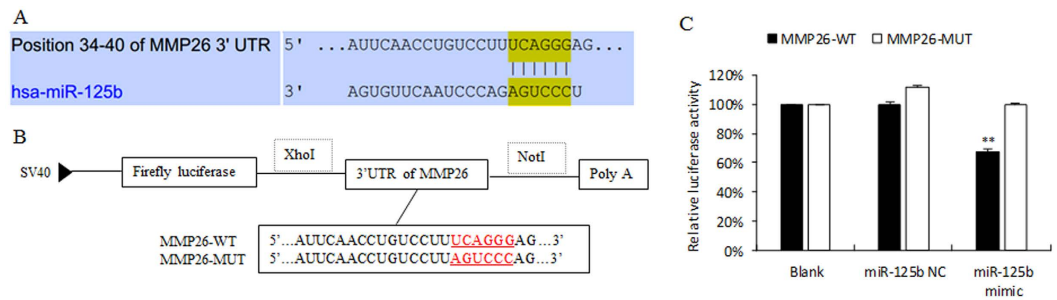 A
Position 34-40 of MMP26 3' UTR 5' ...AUUCAACCUGUCCUUUCAGGGAG...
hsa-miR-125b 3' AGUGUUCAAUCCCAGAGUCCCU
B
SV40 Firefly luciferase XhoI 3'UTR of MMP26 NotI Poly A
MMP26-WT 5'...AUUCAACCUGUCCUUUCAGGGAG...3'
MMP26-MUT 5'...AUUCAACCUGUCCUUAGUCCCAG...3'
C
MMP26-WT MMP26-MUT
Relative luciferase activity
120%
100%
80%
60%
40%
20%
0%
**
Blank miR-125b NC miR-125b mimic